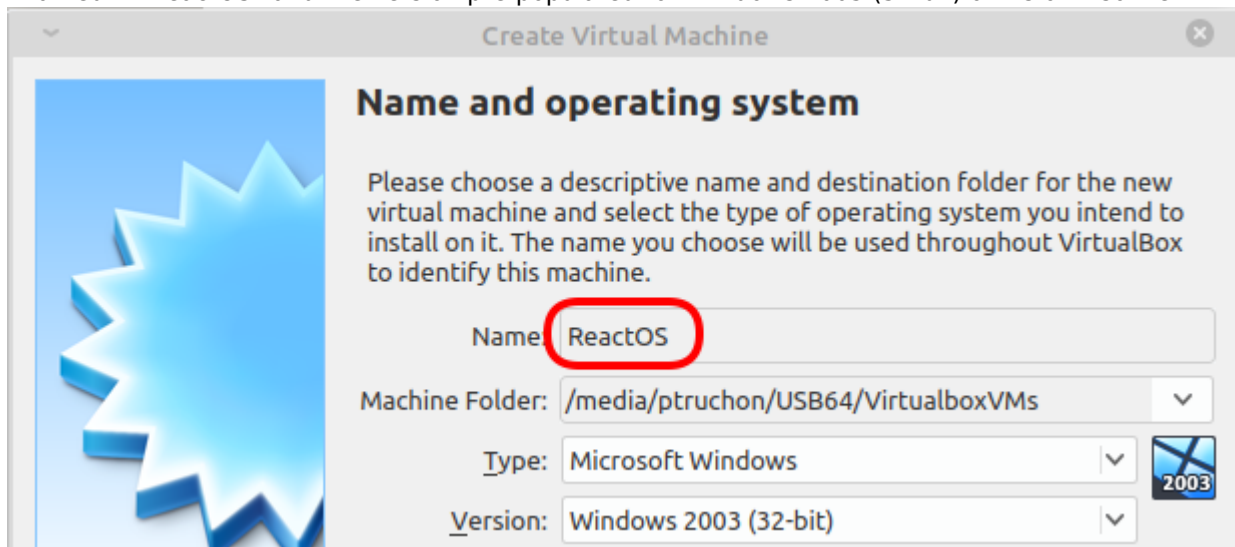 Create Virtual Machine
Name and operating system
Please choose a descriptive name and destination folder for the new
virtual machine and select the type of operating system you intend to
install on it. The name you choose will be used throughout VirtualBox
to identify this machine.
Name: ReactOS
Machine Folder: /media/ptruchon/USB64/VirtualboxVMs
Type: Microsoft Windows
2003
Version: Windows 2003 (32-bit)